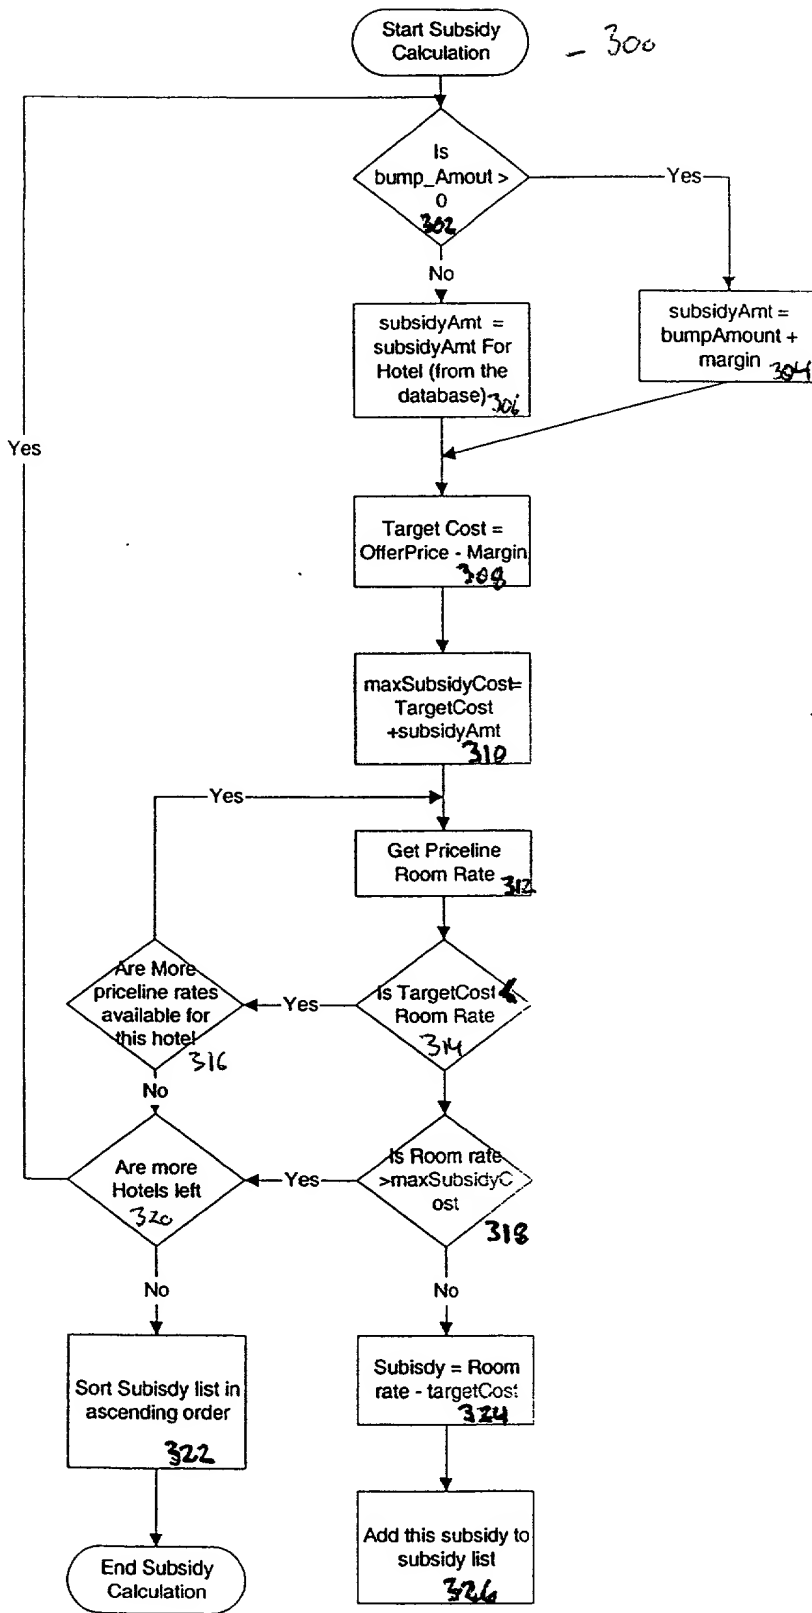 Start Subsidy
Calculation
- 300
Is
bump_Amout >
0
302
Yes
No
subsidyAmt =
subsidyAmt For
Hotel (from the
database)
306
subsidyAmt =
bumpAmount +
margin
304
Yes
Target Cost =
OfferPrice - Margin
308
maxSubsidyCost=
TargetCost
+subsidyAmt
310
Yes
Get Priceline
Room Rate
312
Are More
priceline rates
available for
this hotel
316
Yes
Is TargetCost <
Room Rate
314
No
Are more
Hotels left
320
Yes
Is Room rate
>maxSubsidyC
ost
318
No
No
Sort Subisdy list in
ascending order
322
Subisdy = Room
rate - targetCost
324
End Subsidy
Calculation
Add this subsidy to
subsidy list
326